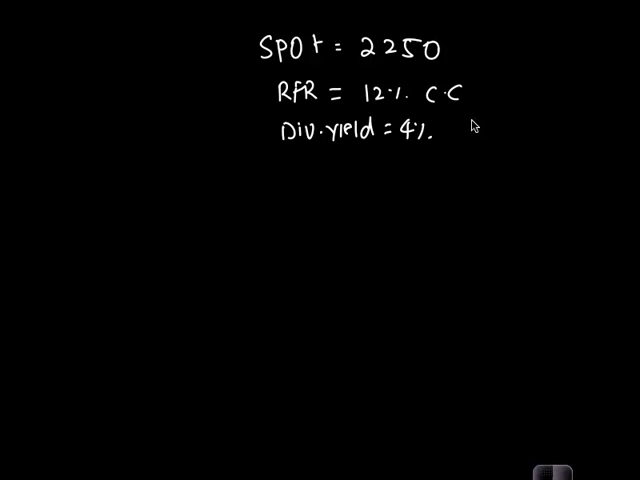 SPOT = 2250
RFR = 12% C.C
Div.yield = 4%.